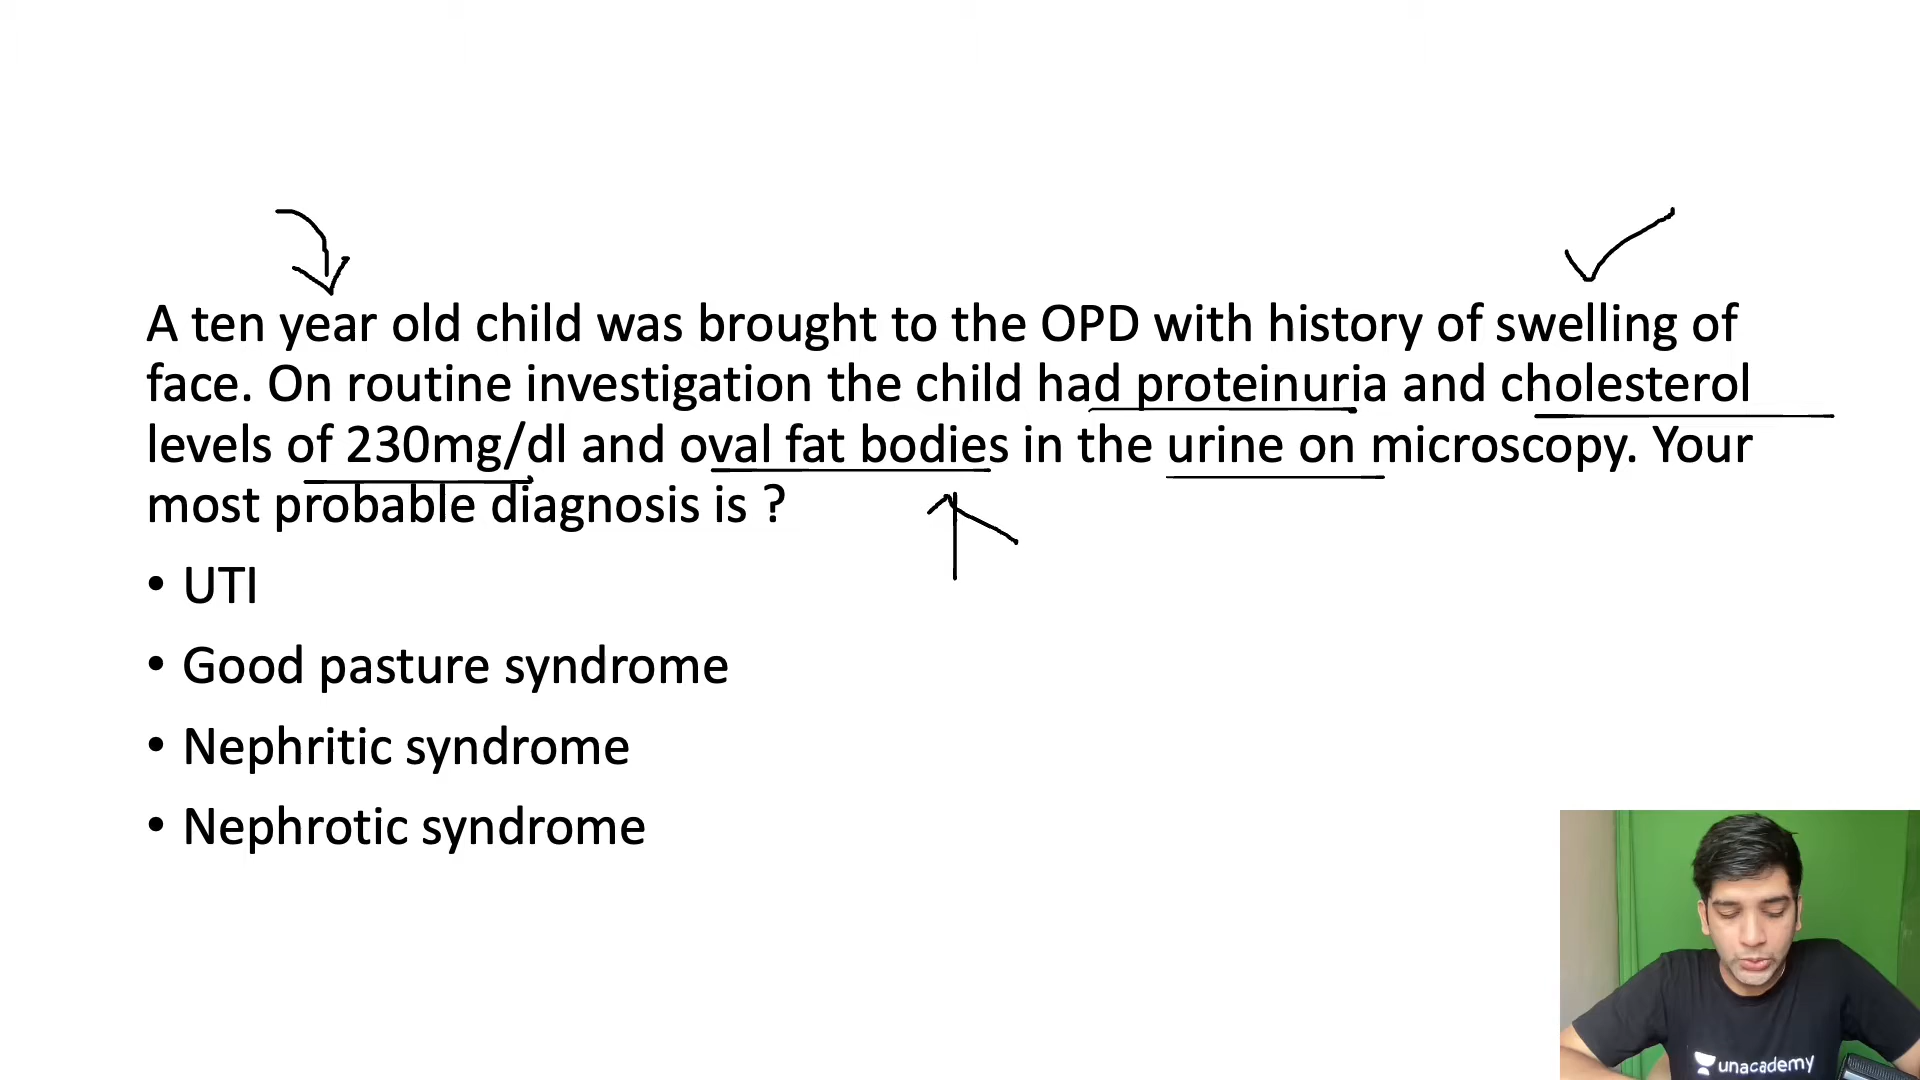 A ten year old child was brought to the OPD with history of swelling of
face. On routine investigation the child had proteinuria and cholesterol
levels of 230mg/dl and oval fat bodies in the urine on microscopy. Your
most probable diagnosis is ?
• UTI
• Good pasture syndrome
• Nephritic syndrome
• Nephrotic syndrome
unacademy